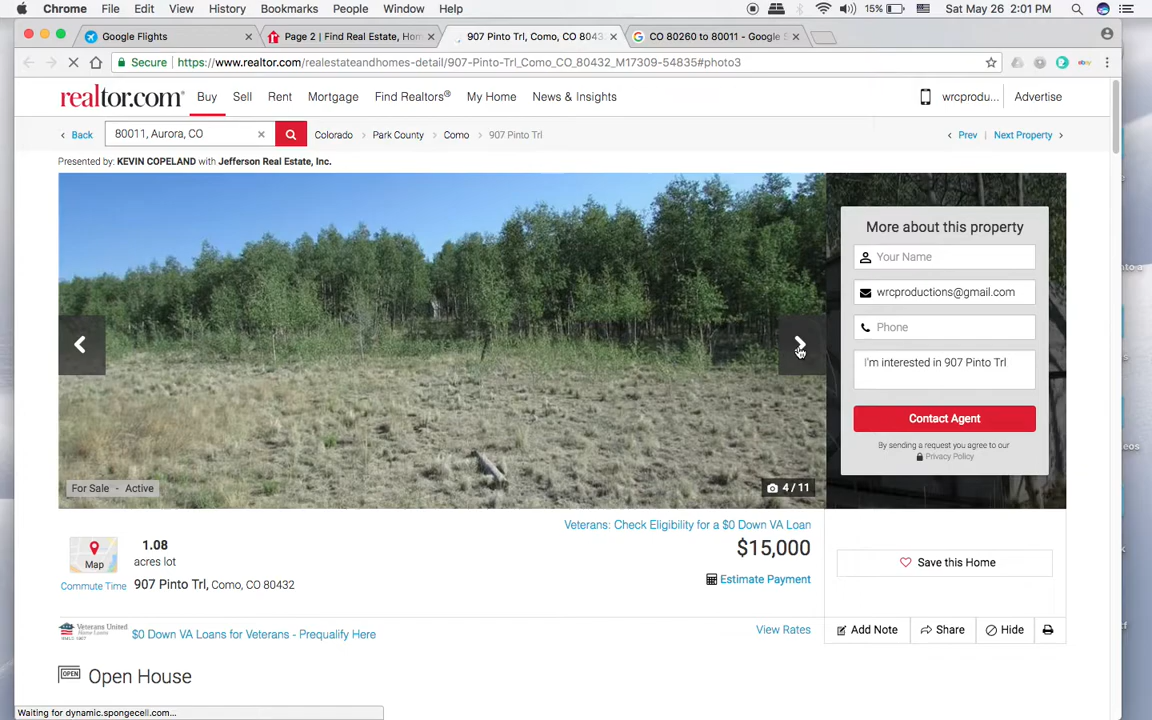 Chrome File Edit View History Bookmarks People Window Help 15% Sat May 26 2:01 PM
Google Flights × Page 2 | Find Real Estate, Hom × 907 Pinto Trl, Como, CO 8043 × CO 80260 to 80011 - Google S ×
Secure https://www.realtor.com/realestateandhomes-detail/907-Pinto-Trl_Como_CO_80432_M17309-54835#photo3
realtor.com® Buy Sell Rent Mortgage Find Realtors® My Home News & Insights wrcprodu... Advertise
Back 80011, Aurora, CO × Colorado Park County Como 907 Pinto Trl Prev Next Property
Presented by: KEVIN COPELAND with Jefferson Real Estate, Inc.
More about this property
Your Name
wrcproductions@gmail.com
Phone
I'm interested in 907 Pinto Trl
Contact Agent
By sending a request you agree to our
Privacy Policy
For Sale - Active
4 / 11
Veterans: Check Eligibility for a $0 Down VA Loan
Map
1.08
acres lot
$15,000
Save this Home
Commute Time
907 Pinto Trl, Como, CO 80432
Estimate Payment
Veterans United
Home Loans
$0 Down VA Loans for Veterans - Prequalify Here
View Rates
Add Note Share Hide
OPEN Open House
Waiting for dynamic.spongecell.com...